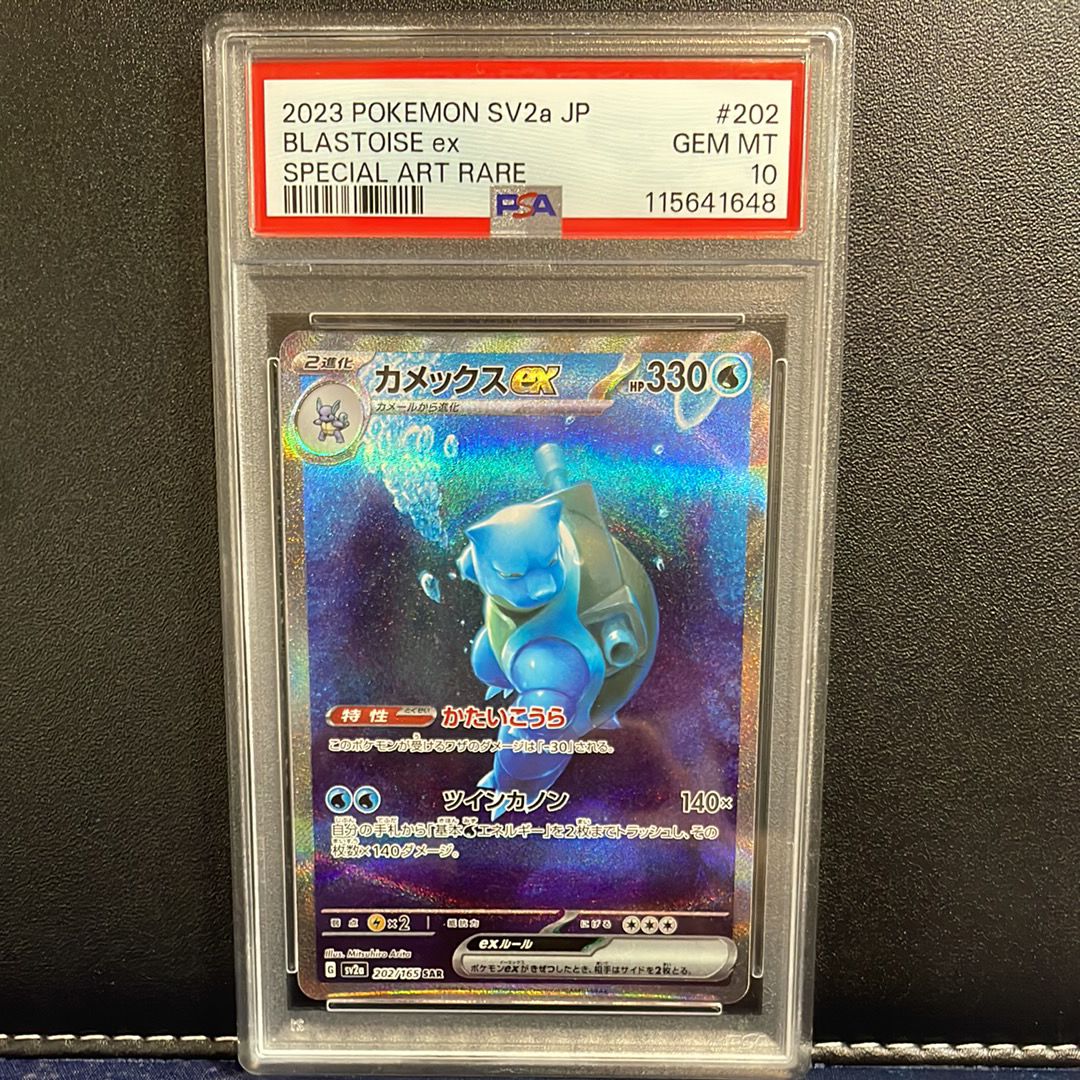 2023 POKEMON SV2a JP #202
BLASTOISE ex GEM MT
SPECIAL ART RARE 10
PSA 115641648
2進化
カメックスex HP330
カメールから進化
特性 とくせい かたいこうら
このポケモンが受けるワザのダメージは「-30」される。
ツインカノン 140×
自分の手札から「基本エネルギー」を2枚までトラッシュし、その
枚数×140ダメージ。
弱点 ×2 抵抗力 にげる
exルール
ポケモンexがきぜつしたとき、相手はサイドを2枚とる。
Illus. Mitsuhiro Arita
G sv2a 202/165 SAR